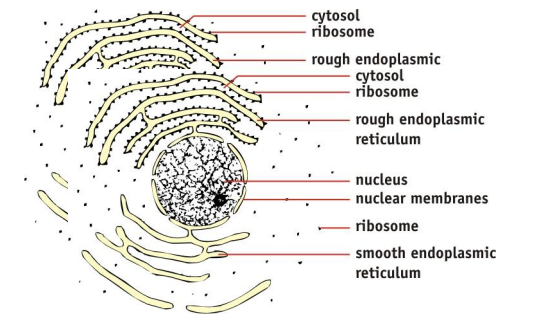 cytosol
ribosome
rough endoplasmic
cytosol
ribosome
rough endoplasmic
reticulum
nucleus
nuclear membranes
ribosome
smooth endoplasmic
reticulum